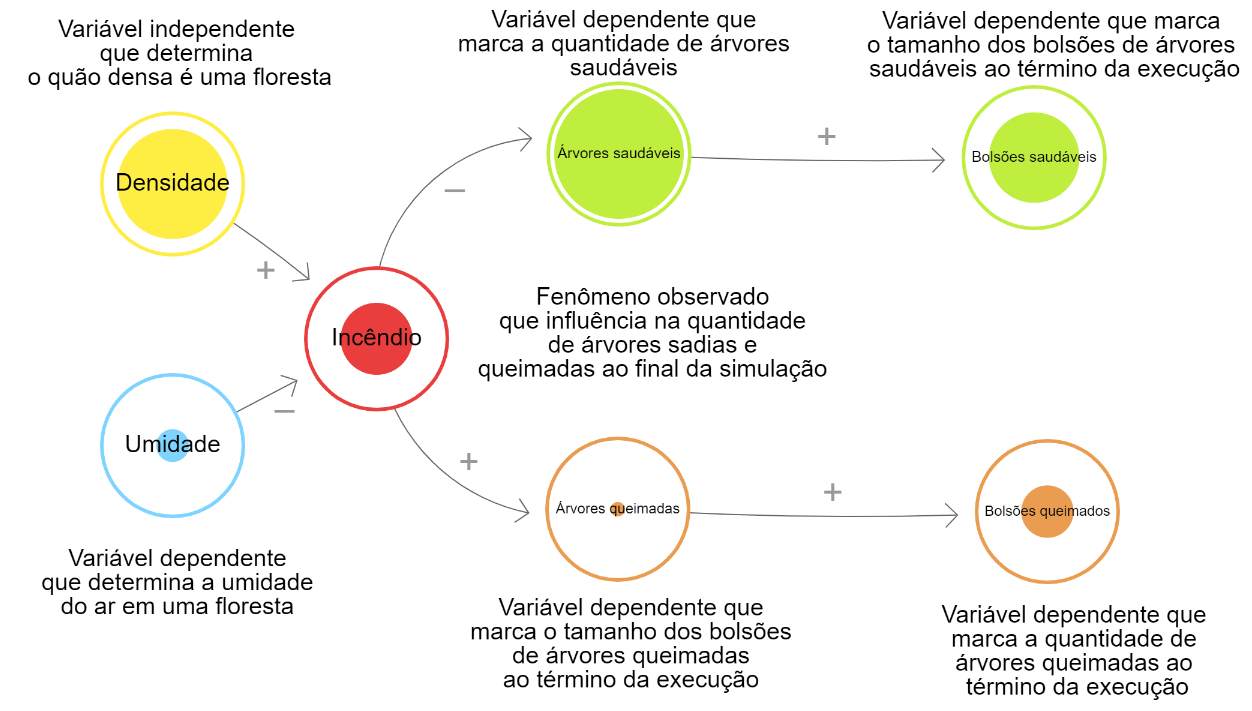 Variável independente
que determina
o quão densa é uma floresta
Variável dependente que
marca a quantidade de árvores
saudáveis
Variável dependente que marca
o tamanho dos bolsões de árvores
saudáveis ao término da execução
Densidade
+
−
Árvores saudáveis
+
Bolsões saudáveis
Incêndio
Fenômeno observado
que influência na quantidade
de árvores sadias e
queimadas ao final da simulação
Umidade
−
+
Árvores queimadas
+
Bolsões queimados
Variável dependente
que determina a umidade
do ar em uma floresta
Variável dependente que
marca o tamanho dos bolsões
de árvores queimadas
ao término da execução
Variável dependente que
marca a quantidade de
árvores queimadas ao
término da execução